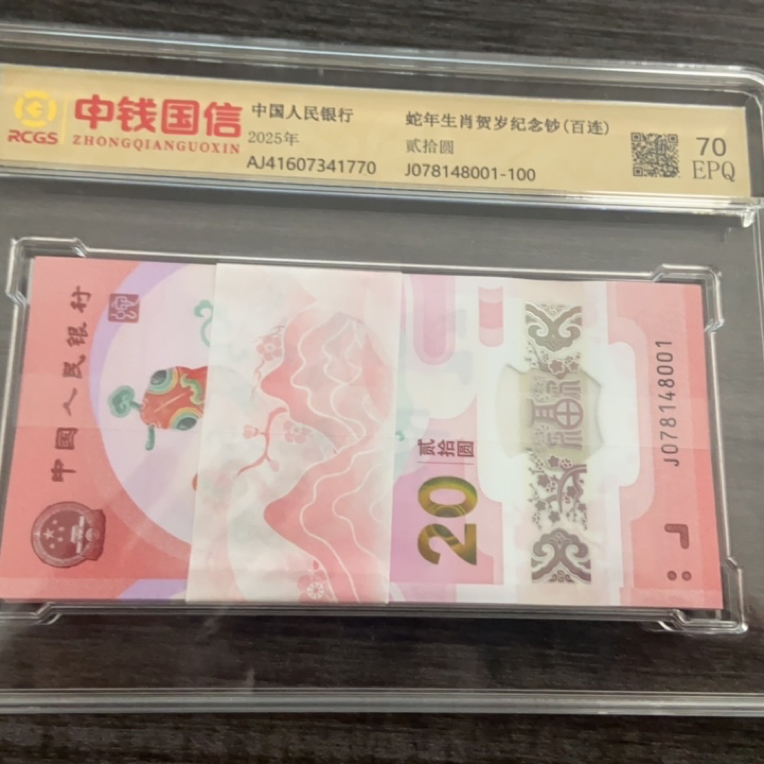 RCGS
中钱国信
ZHONGQIANGUOXIN
中国人民银行
2025年
AJ41607341770
蛇年生肖贺岁纪念钞(百连)
贰拾圆
J078148001-100
70
EPQ
中国人民银行
贰拾圆
20
福
J078148001